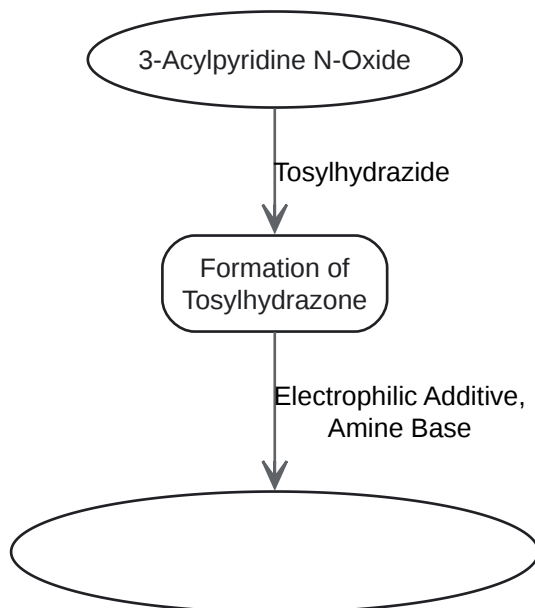 3-Acylpyridine N-Oxide
Tosylhydrazide
Formation of
Tosylhydrazone
Electrophilic Additive,
Amine Base